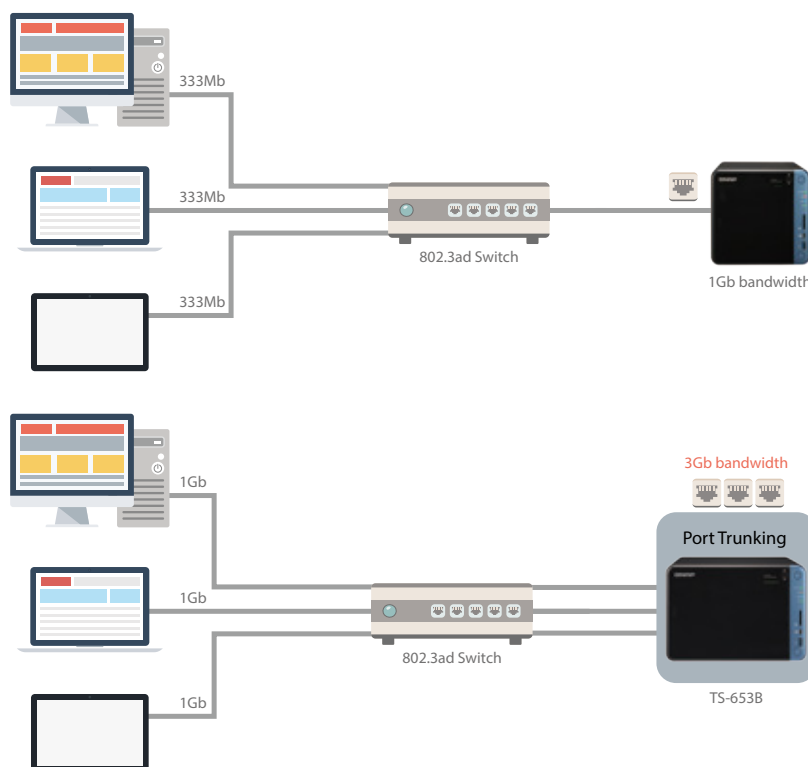 333Mb
333Mb
802.3ad Switch
1Gb bandwidth
333Mb
3Gb bandwidth
1Gb
Port Trunking
1Gb
802.3ad Switch
TS-653B
1Gb